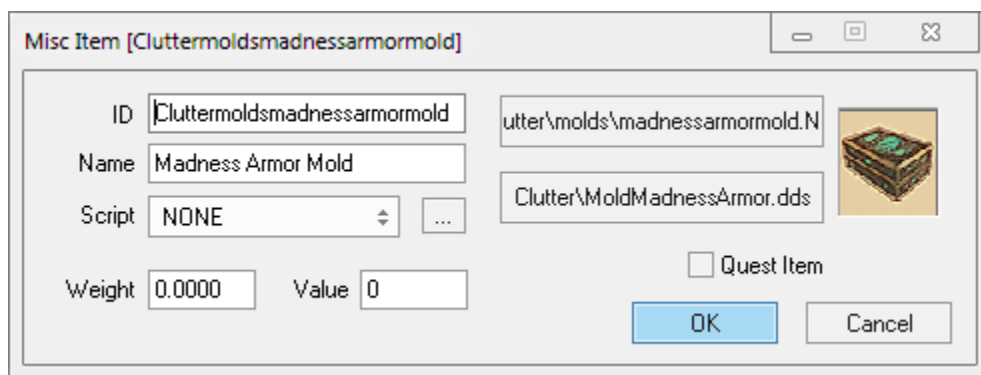 Misc Item [Cluttermoldsmadnessarmormold]
ID Cluttermoldsmadnessarmormold
utter\molds\madnessarmormold.N
Name Madness Armor Mold
Clutter\MoldMadnessArmor.dds
Script NONE ...
Quest Item
Weight 0.0000 Value 0
OK Cancel